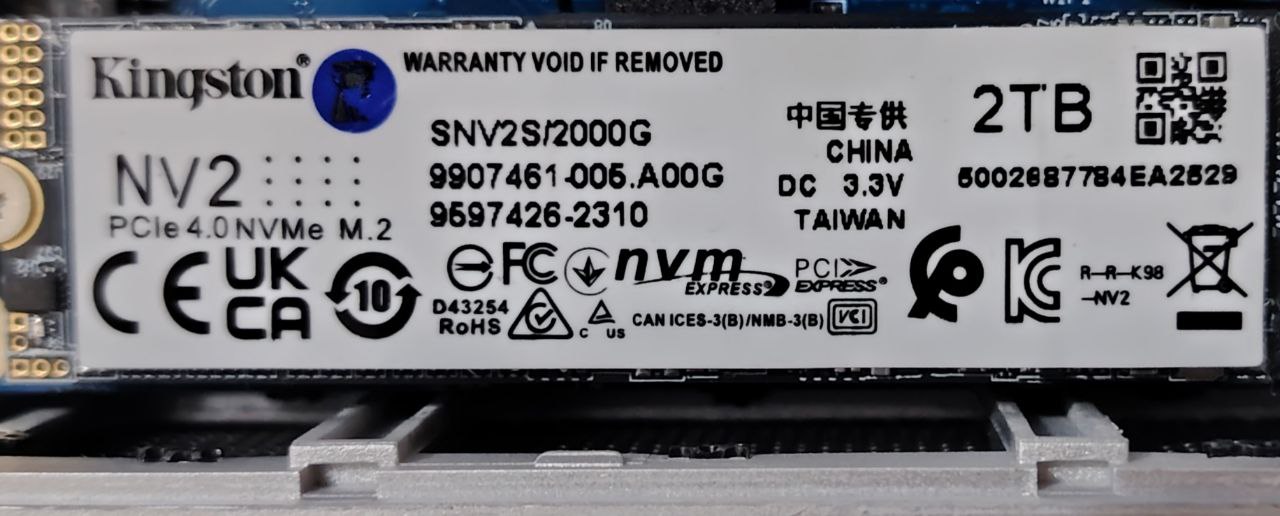 Kingston®
WARRANTY VOID IF REMOVED
NV2
PCIe 4.0 NVMe M.2
SNV2S/2000G
9907461-005.A00G
9597426-2310
中国专供
CHINA
DC 3.3V
TAIWAN
2TB
5002687784EA2529
CE
UK
CA
10
D43254
RoHS
FC
nvm
EXPRESS®
PCI
EXPRESS®
C US
CAN ICES-3(B)/NMB-3(B)
VCI
R-R-K98
-NV2